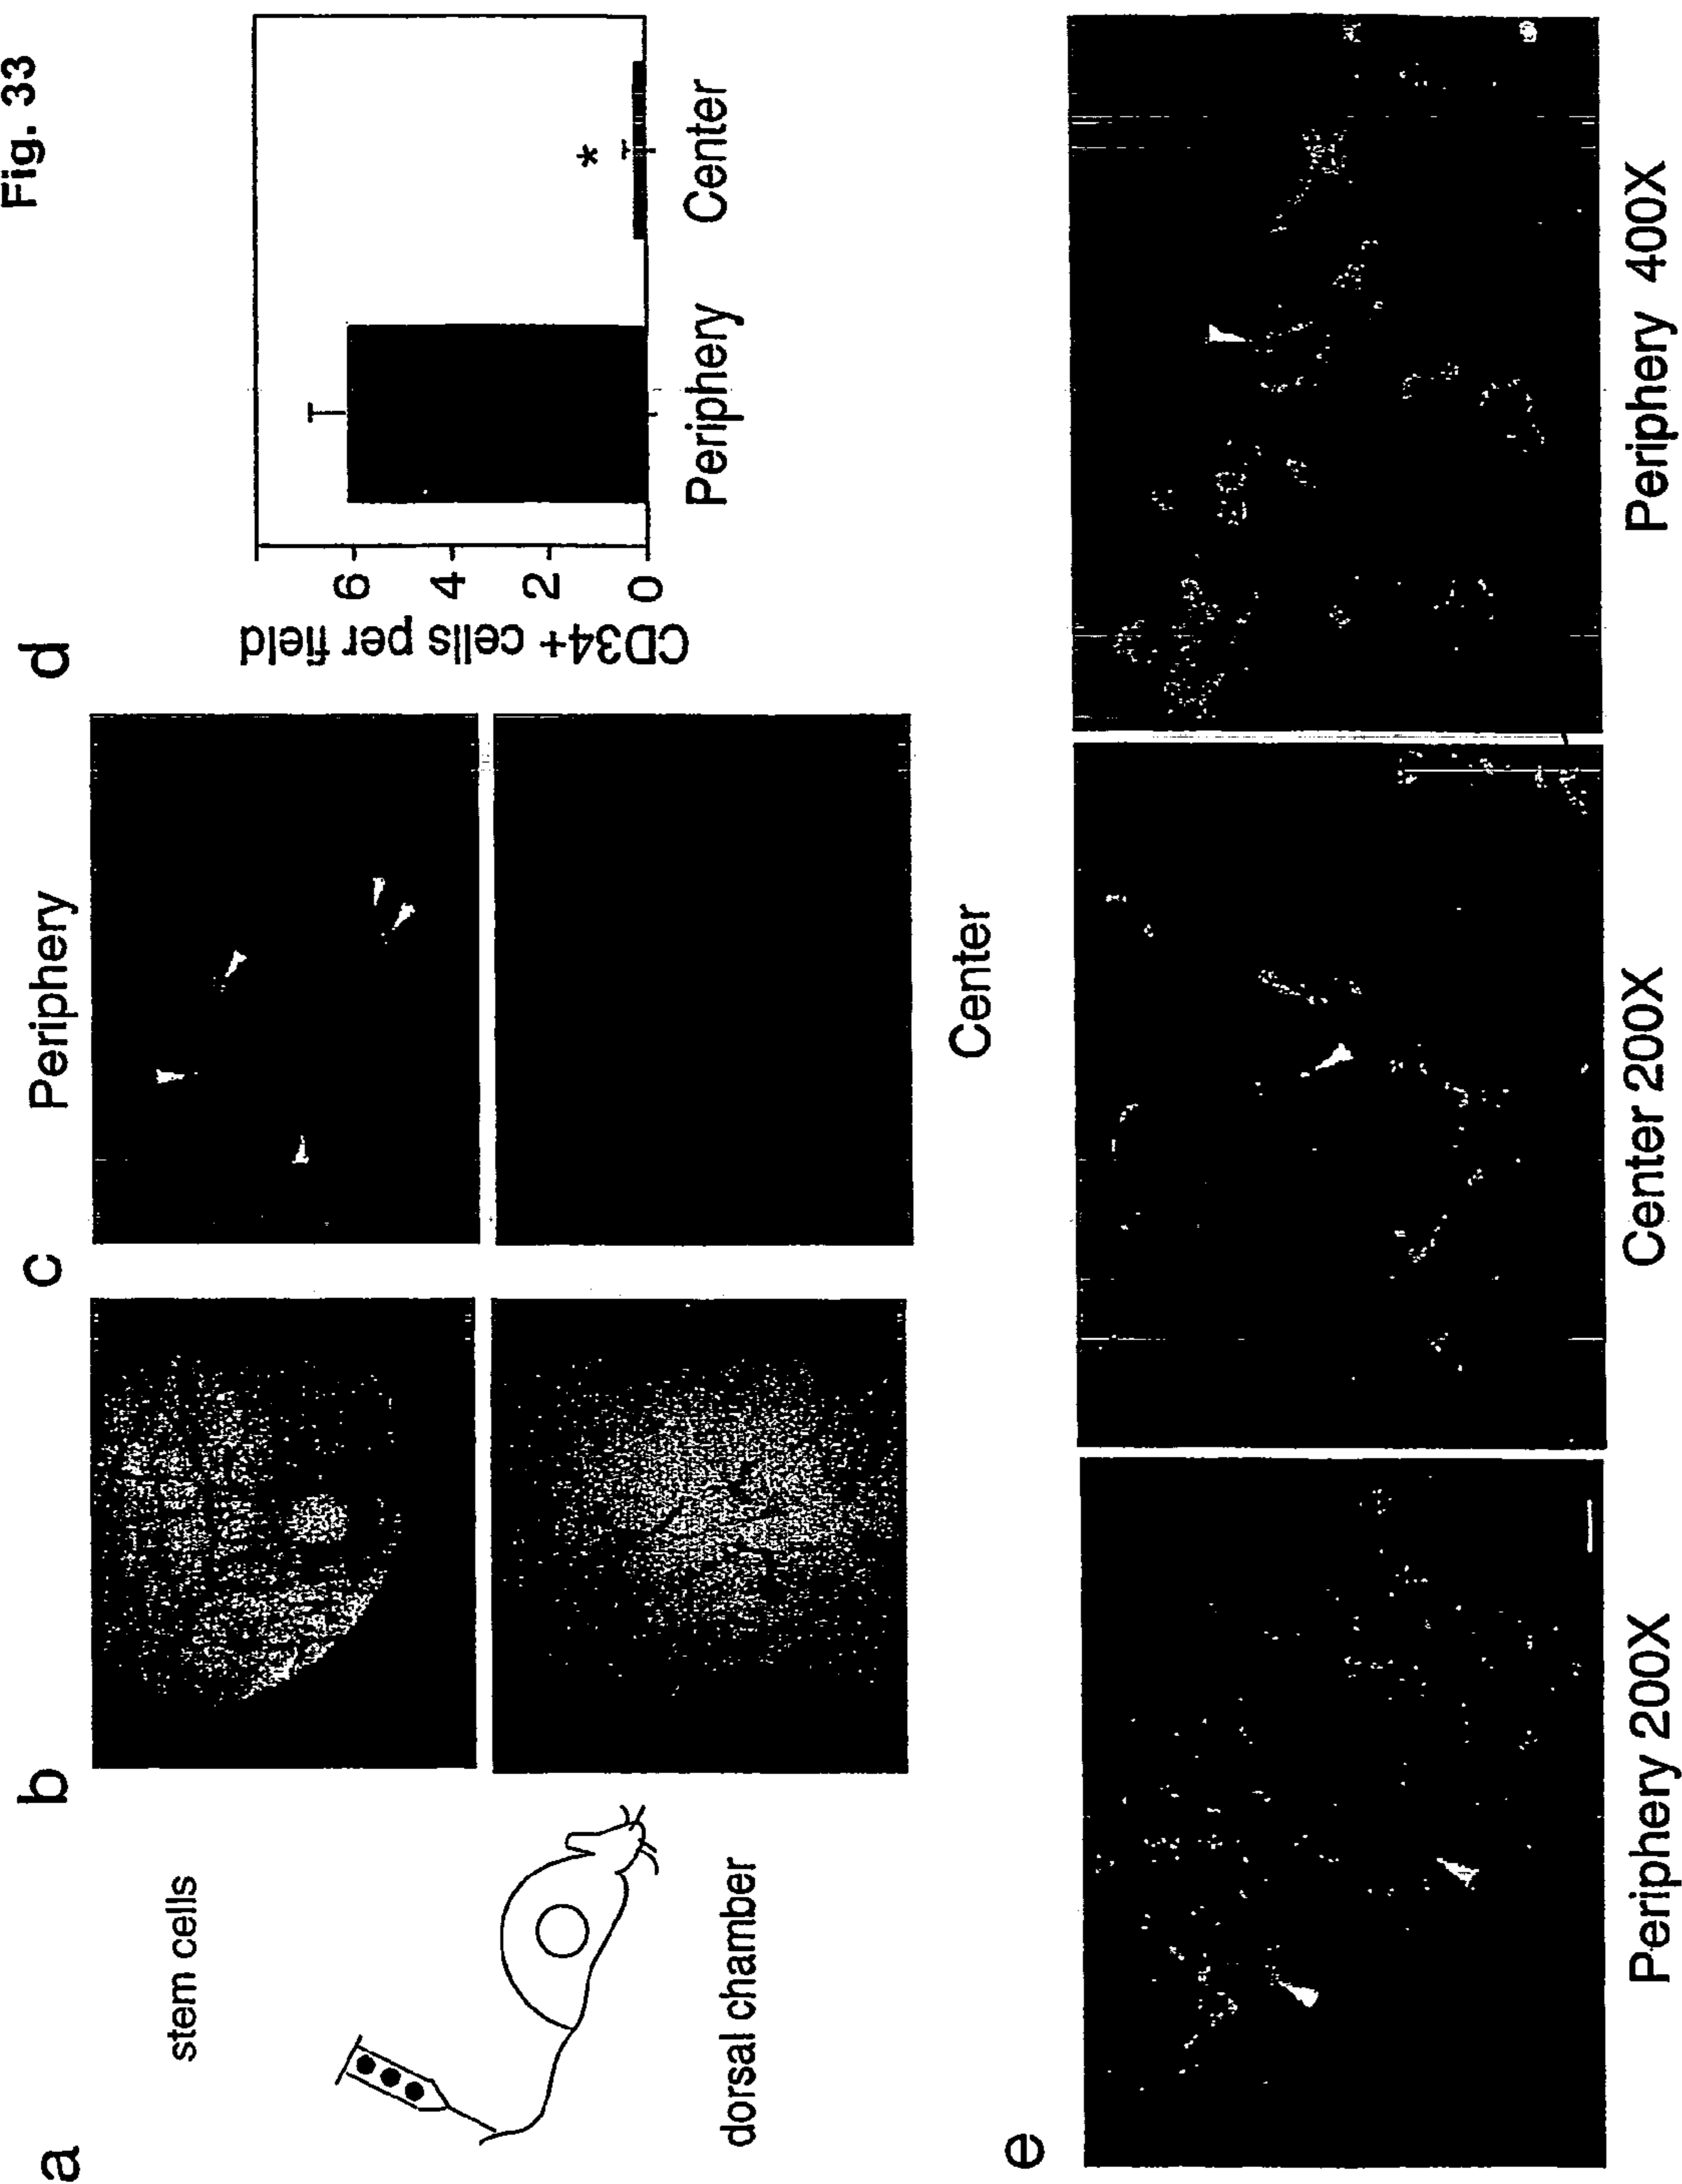 Fig. 33
a
stem cells
dorsal chamber
b
c
Periphery
Center
d
CD34+ cells per field
6
4
2
0
Periphery
Center
*
e
Periphery 200X
Center 200X
Periphery 400X